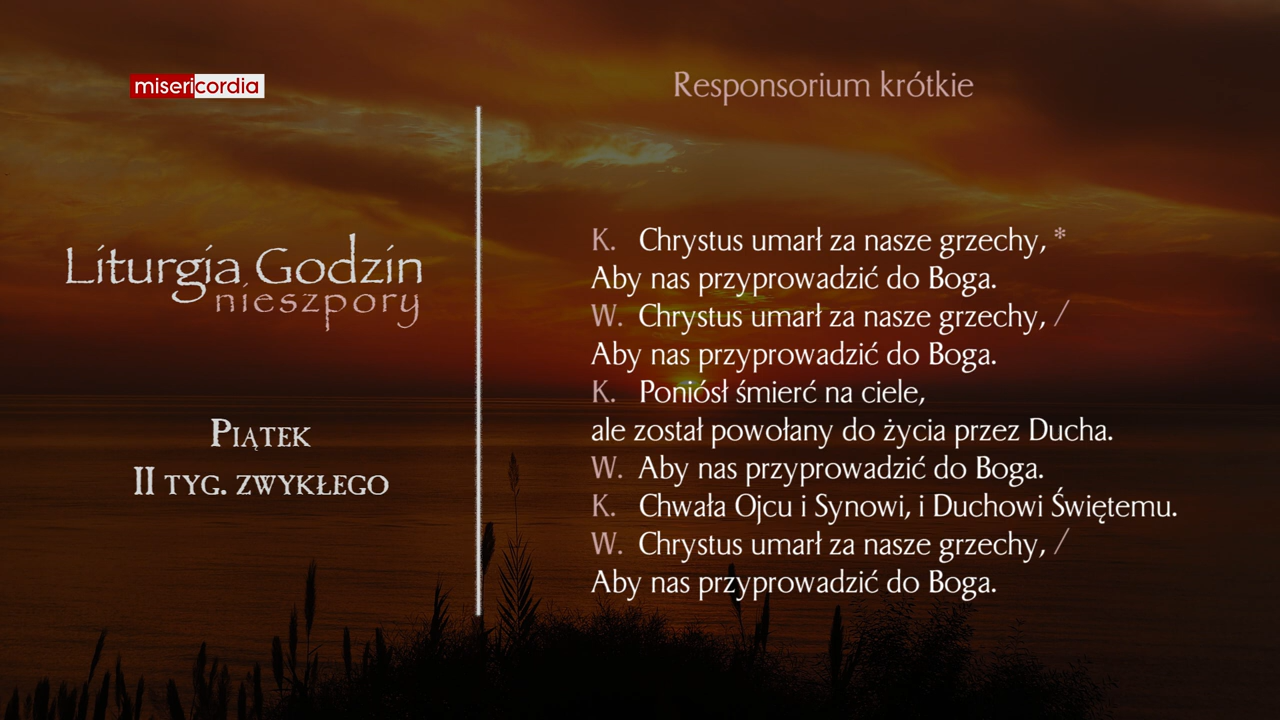 misericordia
Liturgia Godzin
nieszpory
Piątek
II tyg. zwykłego
Responsorium krótkie
K. Chrystus umarł za nasze grzechy, *
Aby nas przyprowadzić do Boga.
W. Chrystus umarł za nasze grzechy, /
Aby nas przyprowadzić do Boga.
K. Poniósł śmierć na ciele,
ale został powołany do życia przez Ducha.
W. Aby nas przyprowadzić do Boga.
K. Chwała Ojcu i Synowi, i Duchowi Świętemu.
W. Chrystus umarł za nasze grzechy, /
Aby nas przyprowadzić do Boga.